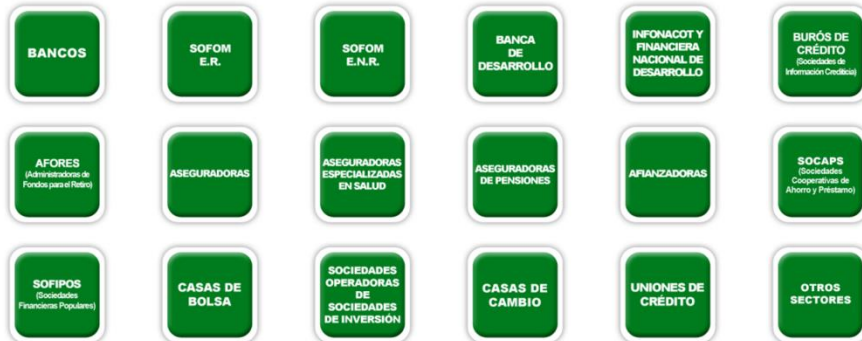 BANCOS
SOFOM
E.R.
SOFOM
E.N.R.
BANCA
DE
DESARROLLO
INFONACOT Y
FINANCIERA
NACIONAL DE
DESARROLLO
BURÓS DE
CRÉDITO
(Sociedades de
Información Crediticia)
AFORES
(Administradoras de
Fondos para el Retiro)
ASEGURADORAS
ASEGURADORAS
ESPECIALIZADAS
EN SALUD
ASEGURADORAS
DE PENSIONES
AFIANZADORAS
SOCAPS
(Sociedades
Cooperativas de
Ahorro y Préstamo)
SOFIPOS
(Sociedades
Financieras Populares)
CASAS DE
BOLSA
SOCIEDADES
OPERADORAS
DE
SOCIEDADES
DE INVERSIÓN
CASAS DE
CAMBIO
UNIONES DE
CRÉDITO
OTROS
SECTORES